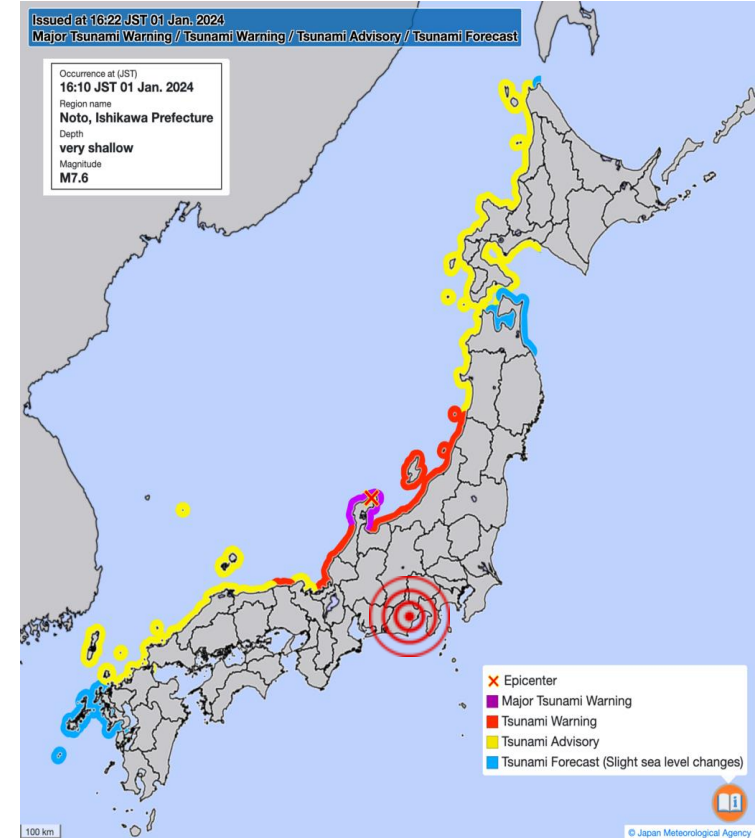 Issued at 16:22 JST 01 Jan. 2024
Major Tsunami Warning / Tsunami Warning / Tsunami Advisory / Tsunami Forecast
Occurrence at (JST)
16:10 JST 01 Jan. 2024
Region name
Noto, Ishikawa Prefecture
Depth
very shallow
Magnitude
M7.6
Epicenter
Major Tsunami Warning
Tsunami Warning
Tsunami Advisory
Tsunami Forecast (Slight sea level changes)
100 km
© Japan Meteorological Agency